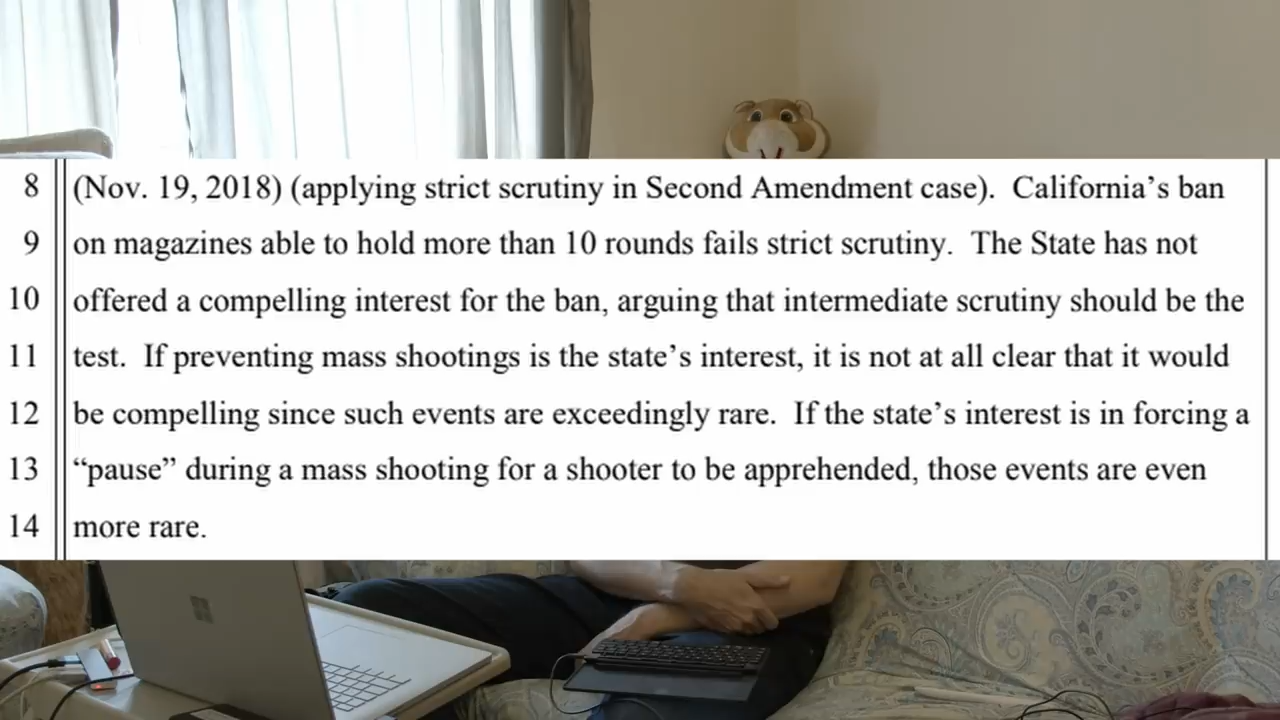 8 (Nov. 19, 2018) (applying strict scrutiny in Second Amendment case). California's ban
9 on magazines able to hold more than 10 rounds fails strict scrutiny. The State has not
10 offered a compelling interest for the ban, arguing that intermediate scrutiny should be the
11 test. If preventing mass shootings is the state's interest, it is not at all clear that it would
12 be compelling since such events are exceedingly rare. If the state's interest is in forcing a
13 “pause” during a mass shooting for a shooter to be apprehended, those events are even
14 more rare.